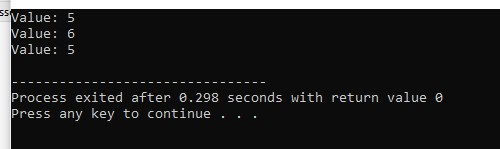 Value: 5
Value: 6
Value: 5
--------------------------------
Process exited after 0.298 seconds with return value 0
Press any key to continue . . .